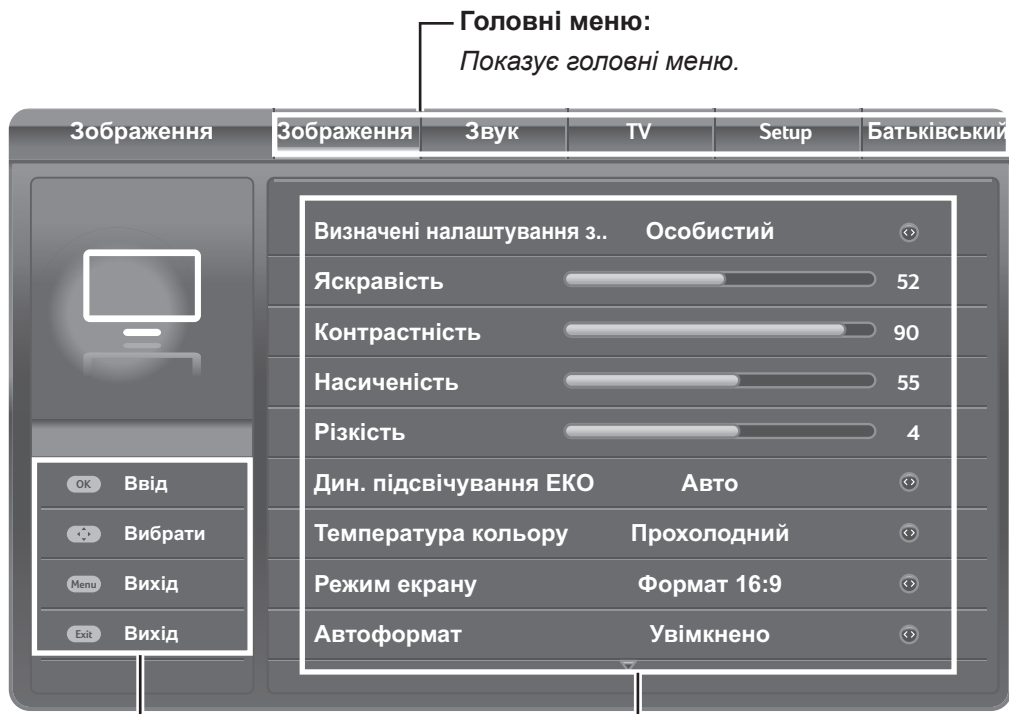 Головні меню:
Показує головні меню.
Зображення
Зображення Звук TV Setup Батьківський
Визначені налаштування з.. Особистий
Яскравість 52
Контрастність 90
Насиченість 55
Різкість 4
Дин. підсвічування ЕКО Авто
Температура кольору Прохолодний
Режим екрану Формат 16:9
Автоформат Увімкнено
OK Ввід
Вибрати
Menu Вихід
Exit Вихід